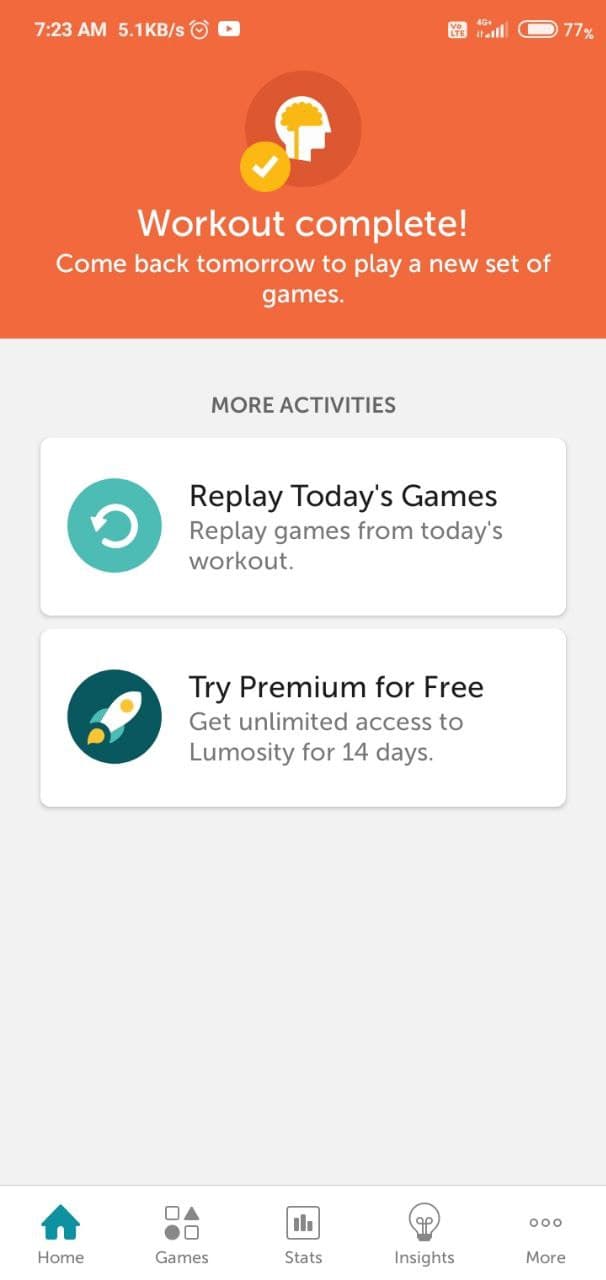 7:23 AM 5.1KB/s Vo LTE 4G+ 77%
Workout complete!
Come back tomorrow to play a new set of
games.
MORE ACTIVITIES
Replay Today's Games
Replay games from today's
workout.
Try Premium for Free
Get unlimited access to
Lumosity for 14 days.
Home Games Stats Insights More